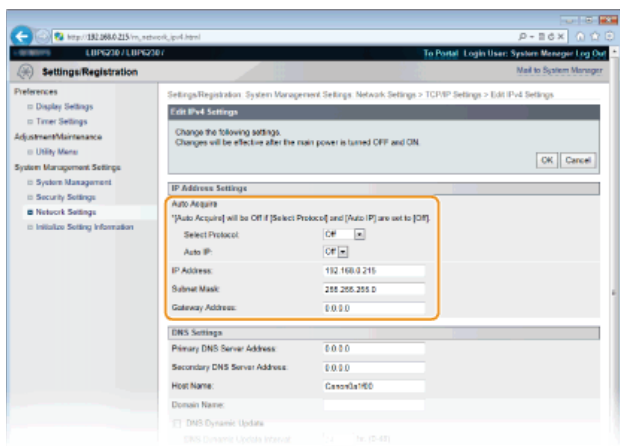 http://192.168.0.215/m_network_ipv4.html
LBP6230 / LBP6230 /
To Portal Login User: System Manager Log Out
Settings/Registration
Mail to System Manager
Preferences
Display Settings
Timer Settings
Adjustment/Maintenance
Utility Menu
System Management Settings
System Management
Security Settings
Network Settings
Initialize Setting Information
Settings/Registration: System Management Settings: Network Settings > TCP/IP Settings > Edit IPv4 Settings
Edit IPv4 Settings
Change the following settings.
Changes will be effective after the main power is turned OFF and ON.
OK Cancel
IP Address Settings
Auto Acquire
*[Auto Acquire] will be Off if [Select Protocol] and [Auto IP] are set to [Off].
Select Protocol: Off
Auto IP: Off
IP Address: 192.168.0.215
Subnet Mask: 255.255.255.0
Gateway Address: 0.0.0.0
DNS Settings
Primary DNS Server Address: 0.0.0.0
Secondary DNS Server Address: 0.0.0.0
Host Name: Canon0a1f60
Domain Name:
DNS Dynamic Update
DNS Dynamic Update Interval